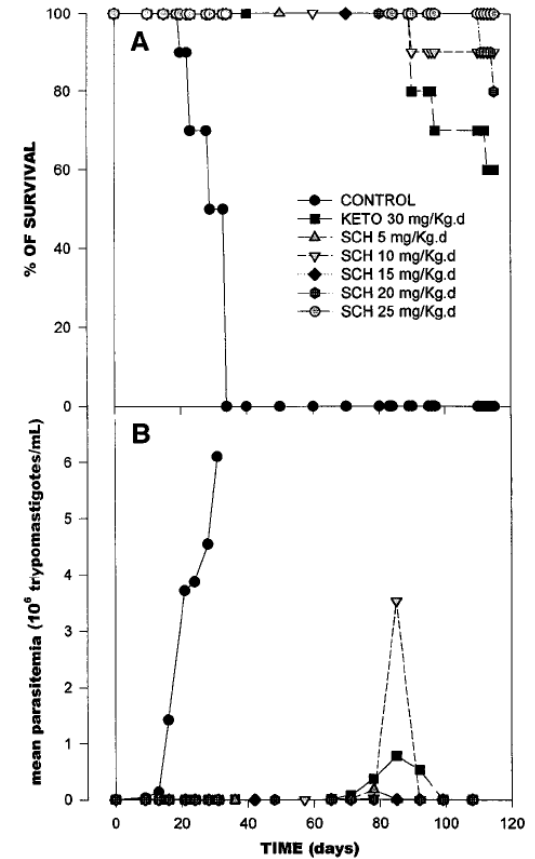 A
% OF SURVIVAL
100
80
60
40
20
0
CONTROL
KETO 30 mg/Kg.d
SCH 5 mg/Kg.d
SCH 10 mg/Kg.d
SCH 15 mg/Kg.d
SCH 20 mg/Kg.d
SCH 25 mg/Kg.d
B
mean parasitemia (10⁶ trypomastigotes/mL)
6
5
4
3
2
1
0
0 20 40 60 80 100 120
TIME (days)